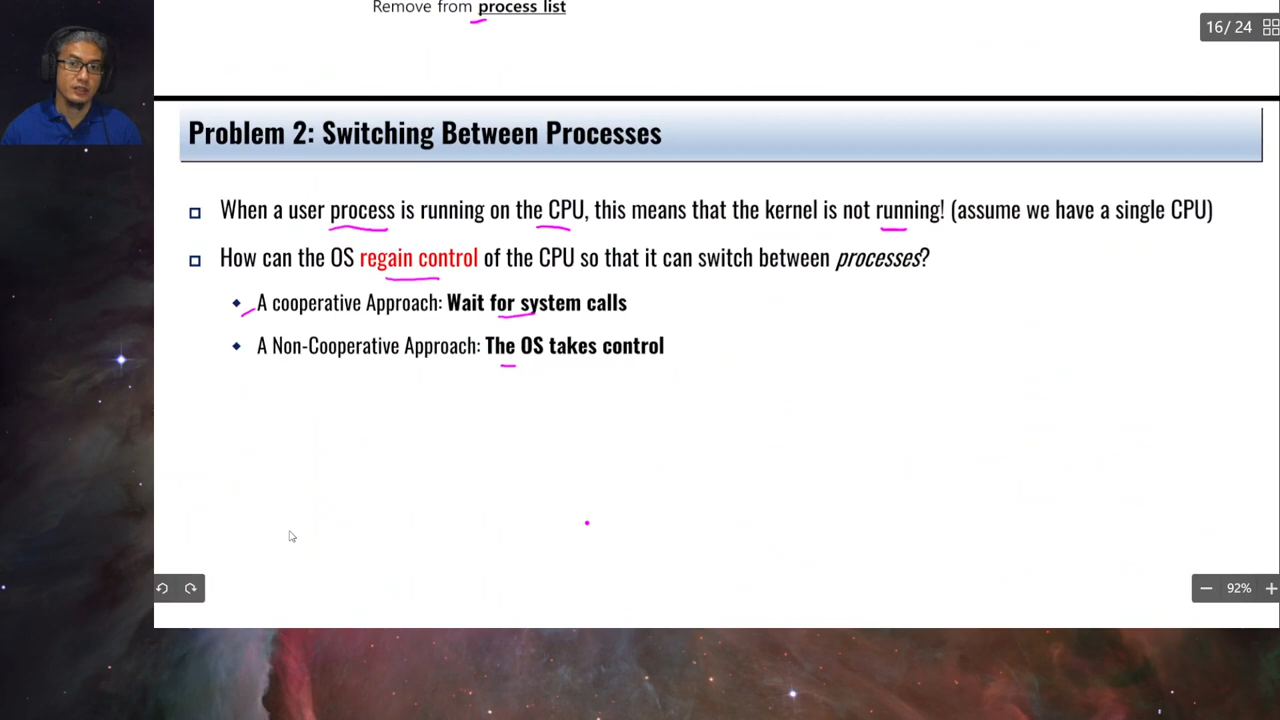 Remove from process list
16/ 24
Problem 2: Switching Between Processes
When a user process is running on the CPU, this means that the kernel is not running! (assume we have a single CPU)
How can the OS regain control of the CPU so that it can switch between processes?
A cooperative Approach: Wait for system calls
A Non-Cooperative Approach: The OS takes control
92%